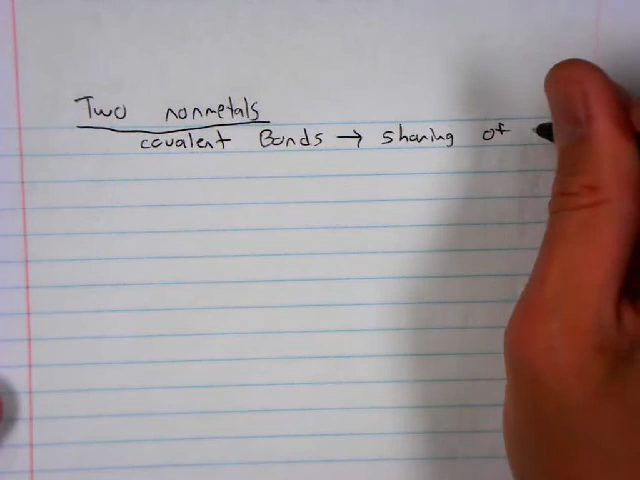 Two nonmetals
covalent Bonds → sharing of